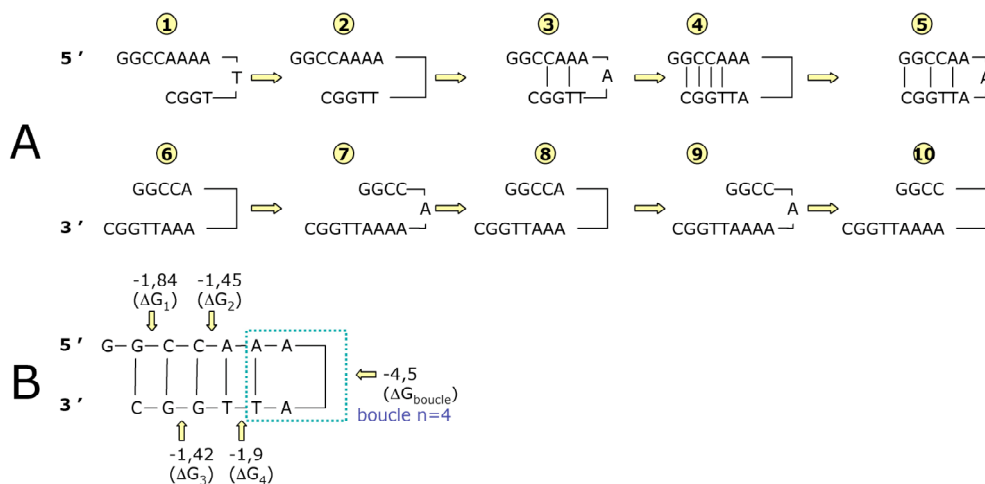 1 2 3 4 5
5 ’ GGCCAAAA GGCCAAAA GGCCAAA GGCCAAA GGCCAA
T A A
CGGT CGGTT CGGTT CGGTTA CGGTTA
A
6 7 8 9 10
GGCCA GGCC GGCCA GGCC GGCC
A A
3 ’ CGGTTAAA CGGTTAAAA CGGTTAAA CGGTTAAAA CGGTTAAAA
-1,84 -1,45
(ΔG1) (ΔG2)
5 ’ G G C C A A A
B
-4,5
(ΔGboucle)
boucle n=4
3 ’ C G G T T A
-1,42 -1,9
(ΔG3) (ΔG4)